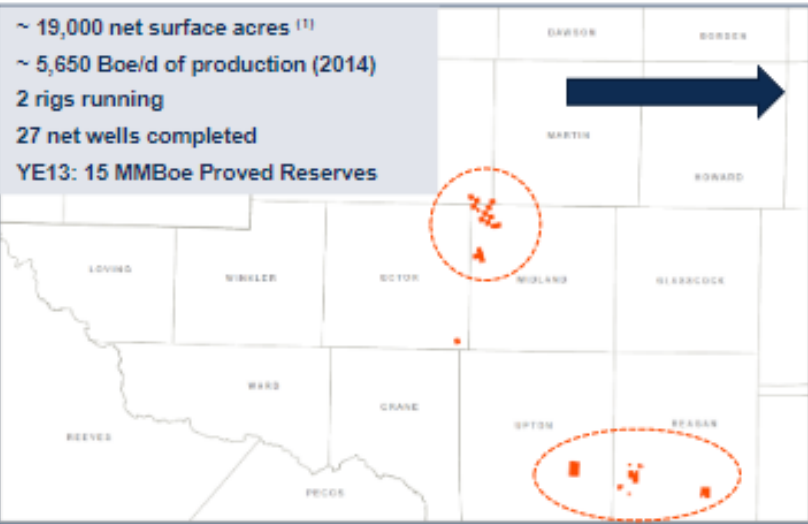 ~ 19,000 net surface acres (1)
~ 5,650 Boe/d of production (2014)
2 rigs running
27 net wells completed
YE13: 15 MMBoe Proved Reserves
DAWSON
BORDEN
MARTIN
HOWARD
LOVING
WINKLER
ECTOR
MIDLAND
GLASSCOCK
WARD
CRANE
REEVES
UPTON
REAGAN
PECOS